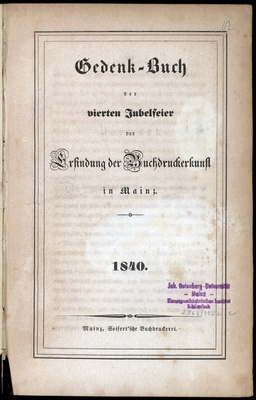 Gedenk-Buch
der
vierten Jubelfeier
der
Erfindung der Buchdruckerkunst
in Mainz.
1840.
Joh. Gutenberg-Universität
- Mainz -
Mainz, Seifert'sche Buchdruckerei.